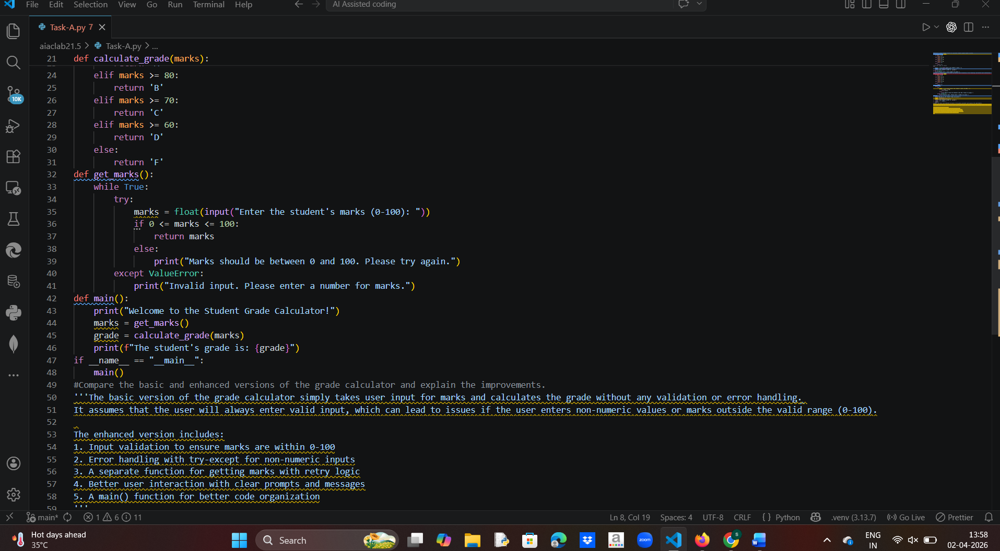 File Edit Selection View Go Run Terminal Help
AI Assisted coding
Task-A.py 7
aiaclab21.5 > Task-A.py > ...
21 def calculate_grade(marks):
24 elif marks >= 80:
25 return 'B'
26 elif marks >= 70:
27 return 'C'
28 elif marks >= 60:
29 return 'D'
30 else:
31 return 'F'
32 def get_marks():
33 while True:
34 try:
35 marks = float(input("Enter the student's marks (0-100): "))
36 if 0 <= marks <= 100:
37 return marks
38 else:
39 print("Marks should be between 0 and 100. Please try again.")
40 except ValueError:
41 print("Invalid input. Please enter a number for marks.")
42 def main():
43 print("Welcome to the Student Grade Calculator!")
44 marks = get_marks()
45 grade = calculate_grade(marks)
46 print(f"The student's grade is: {grade}")
47 if __name__ == "__main__":
48 main()
49 #Compare the basic and enhanced versions of the grade calculator and explain the improvements.
50 '''The basic version of the grade calculator simply takes user input for marks and calculates the grade without any validation or error handling.
51 It assumes that the user will always enter valid input, which can lead to issues if the user enters non-numeric values or marks outside the valid range (0-100).
52
53 The enhanced version includes:
54 1. Input validation to ensure marks are within 0-100
55 2. Error handling with try-except for non-numeric inputs
56 3. A separate function for getting marks with retry logic
57 4. Better user interaction with clear prompts and messages
58 5. A main() function for better code organization
59 '''
10K
main* 1 6 11 Ln 8, Col 19 Spaces: 4 UTF-8 CRLF { } Python .venv (3.13.7) Go Live Prettier
Hot days ahead
35°C
Search
zoom
ENG
IN
13:58
02-04-2026